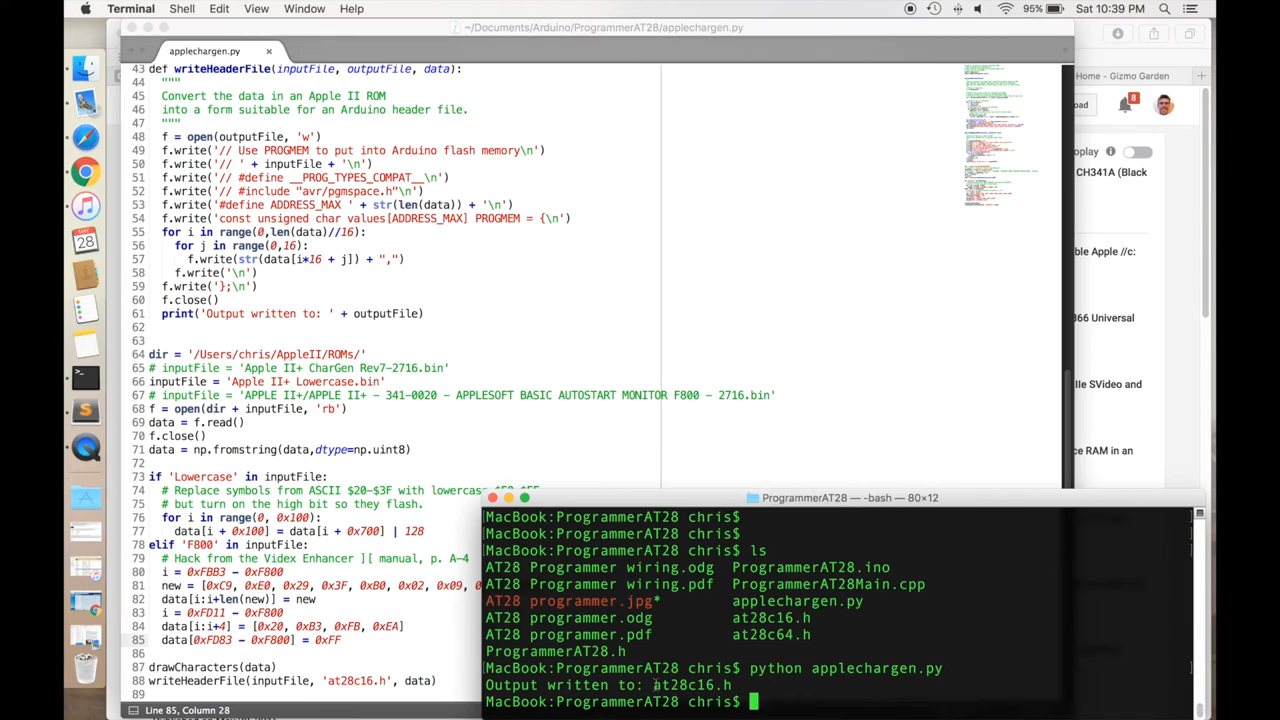 Terminal Shell Edit View Window Help 95% Sat 10:39 PM
~/Documents/Arduino/ProgrammerAT28/applechargen.py
applechargen.py
43 def writeHeaderFile(inputFile, outputFile, data):
44 """
45 Convert the data in the Apple II ROM
46 into a form suitable for an Arduino header file.
47 """
48 f = open(outputFile,'w')
49 f.write('// Use PROGMEM to put into Arduino flash memory\n')
50 f.write('// ' + inputFile + '\n')
51 f.write('// #define __PROG_TYPES_COMPAT__\n')
52 f.write('// #include "avr/pgmspace.h"\n')
53 f.write('#define ADDRESS_MAX ' + str(len(data)) + '\n')
54 f.write('const unsigned char values[ADDRESS_MAX] PROGMEM = {\n')
55 for i in range(0,len(data)//16):
56 for j in range(0,16):
57 f.write(str(data[i*16 + j]) + ",")
58 f.write('\n')
59 f.write('};\n')
60 f.close()
61 print('Output written to: ' + outputFile)
62
63
64 dir = '/Users/chris/AppleII/ROMs/'
65 # inputFile = 'Apple II+ CharGen Rev7-2716.bin'
66 inputFile = 'Apple II+ Lowercase.bin'
67 # inputFile = 'APPLE II+/APPLE II+ - 341-0020 - APPLESOFT BASIC AUTOSTART MONITOR F800 - 2716.bin'
68 f = open(dir + inputFile, 'rb')
69 data = f.read()
70 f.close()
71 data = np.fromstring(data,dtype=np.uint8)
72
73 if 'Lowercase' in inputFile:
74 # Replace symbols from ASCII $20-$3F with lowercase
75 # but turn on the high bit so they flash.
76 for i in range(0, 0x100):
77 data[i + 0x100] = data[i + 0x700] | 128
78 elif 'F800' in inputFile:
79 # Hack from the Videx Enhancer ][ manual, p. A-4
80 i = 0xFBB3 - 0xF800
81 new = [0xC9, 0xE0, 0x29, 0x3F, 0xB0, 0x02, 0x09,
82 data[i:i+len(new)] = new
83 i = 0xFD11 - 0xF800
84 data[i:i+4] = [0x20, 0xB3, 0xFB, 0xEA]
85 data[0xFD83 - 0xF800] = 0xFF
86
87 drawCharacters(data)
88 writeHeaderFile(inputFile, 'at28c16.h', data)
89
Line 85, Column 28
MacBook:ProgrammerAT28 chris$
MacBook:ProgrammerAT28 chris$
MacBook:ProgrammerAT28 chris$ ls
AT28 Programmer wiring.odg ProgrammerAT28.ino
AT28 Programmer wiring.pdf ProgrammerAT28Main.cpp
AT28 programmer.jpg* applechargen.py
AT28 programmer.odg at28c16.h
AT28 programmer.pdf at28c64.h
ProgrammerAT28.h
MacBook:ProgrammerAT28 chris$ python applechargen.py
Output written to: at28c16.h
MacBook:ProgrammerAT28 chris$
ProgrammerAT28 — -bash — 80×12
Home - Gizmo Garden
oad
8
oplay
CH341A (Black
ble Apple //c:
366 Universal
lle SVideo and
ce RAM in an
MAY
28